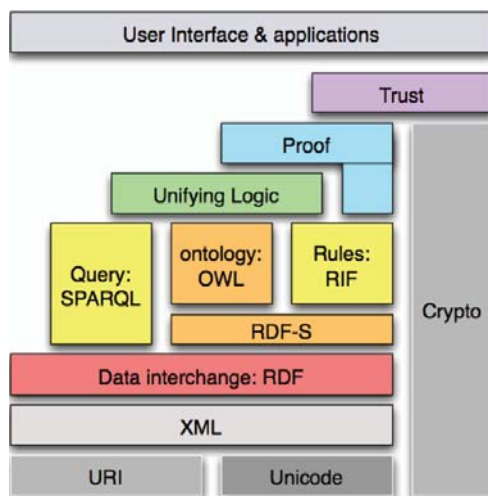 User Interface & applications
Trust
Proof
Unifying Logic
Query:
SPARQL
ontology:
OWL
Rules:
RIF
Crypto
RDF-S
Data interchange: RDF
XML
URI
Unicode